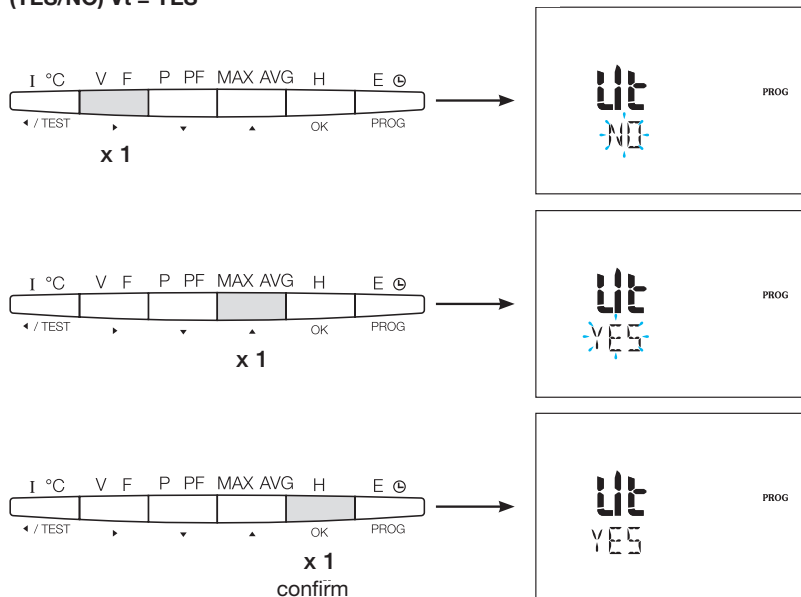 (YES/NO) Vt = YES
I °C V F P PF MAX AVG H E
/ TEST OK PROG
x 1
Vt PROG
NO
I °C V F P PF MAX AVG H E
/ TEST OK PROG
x 1
Vt PROG
YES
I °C V F P PF MAX AVG H E
/ TEST OK PROG
x 1
confirm
Vt PROG
YES